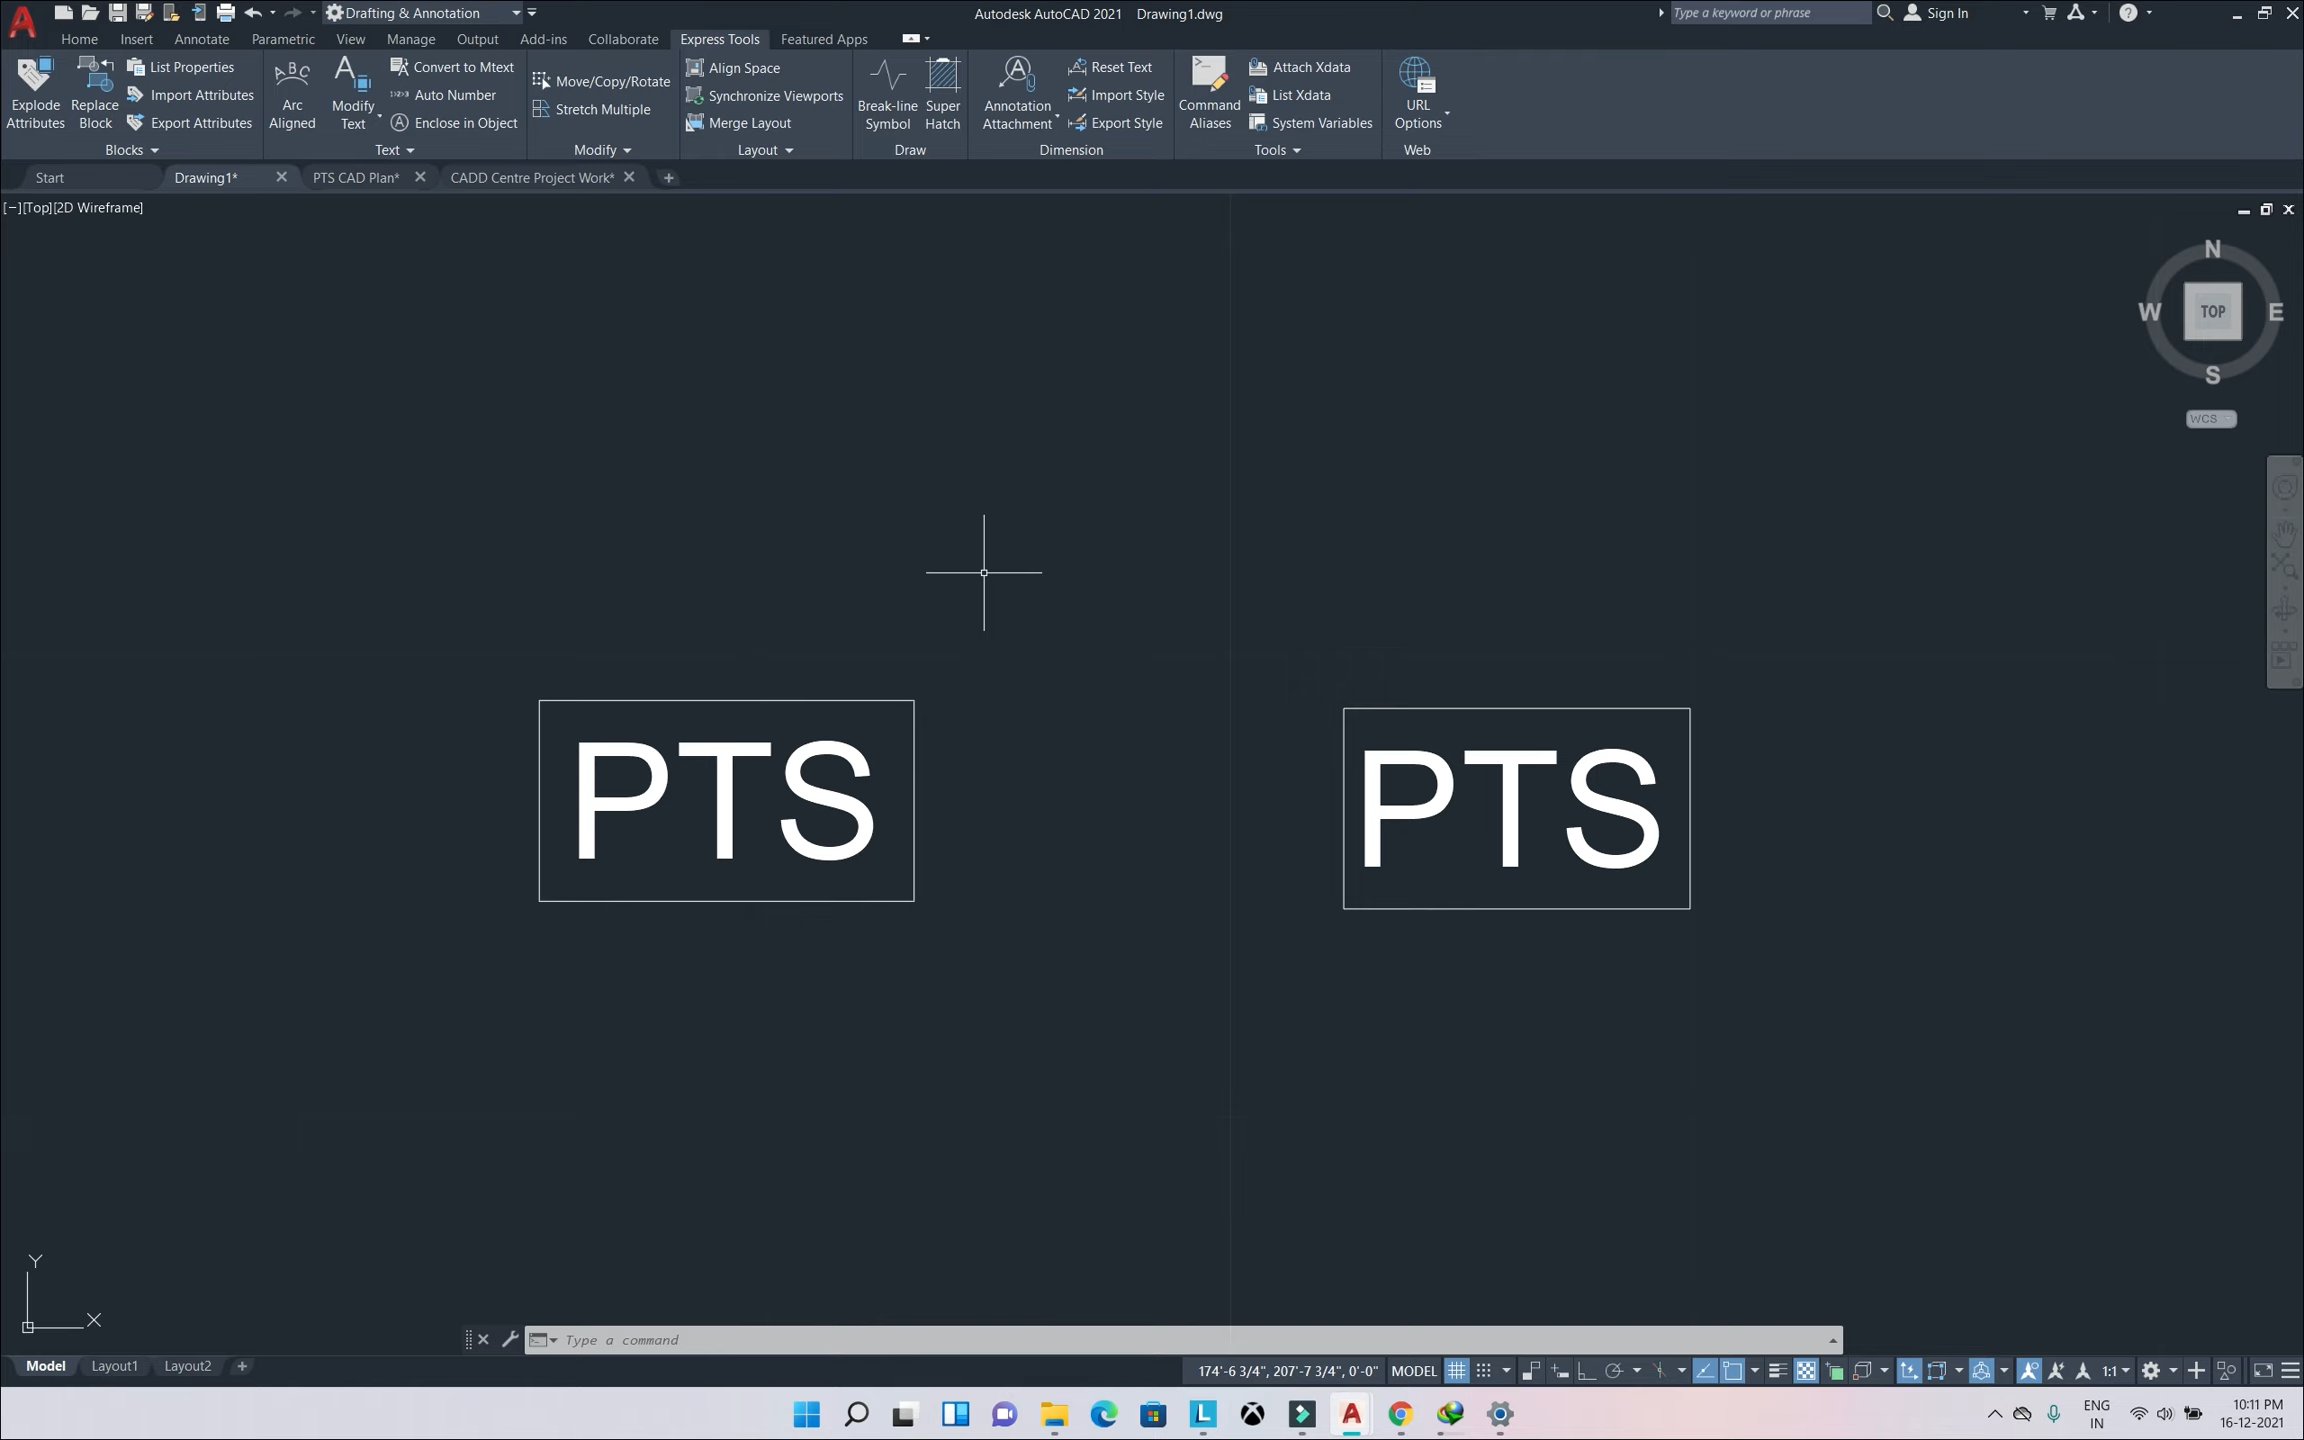 Drafting & Annotation
Autodesk AutoCAD 2021 Drawing1.dwg
Type a keyword or phrase
Sign In
Home Insert Annotate Parametric View Manage Output Add-ins Collaborate Express Tools Featured Apps
Explode Attributes
Replace Block
List Properties
Import Attributes
Export Attributes
Blocks
ABC
Arc Aligned
Modify Text
Convert to Mtext
Auto Number
Enclose in Object
Text
Move/Copy/Rotate
Stretch Multiple
Modify
Align Space
Synchronize Viewports
Merge Layout
Layout
Break-line Symbol
Super Hatch
Draw
Annotation Attachment
Reset Text
Import Style
Export Style
Dimension
Command Aliases
Attach Xdata
List Xdata
System Variables
Tools
URL Options
Web
Start Drawing1* PTS CAD Plan* CADD Centre Project Work*
[−][Top][2D Wireframe]
N
W TOP E
S
WCS
PTS PTS
Y
X
Type a command
Model Layout1 Layout2
174'-6 3/4", 207'-7 3/4", 0'-0" MODEL 1:1
ENG
IN
10:11 PM
16-12-2021